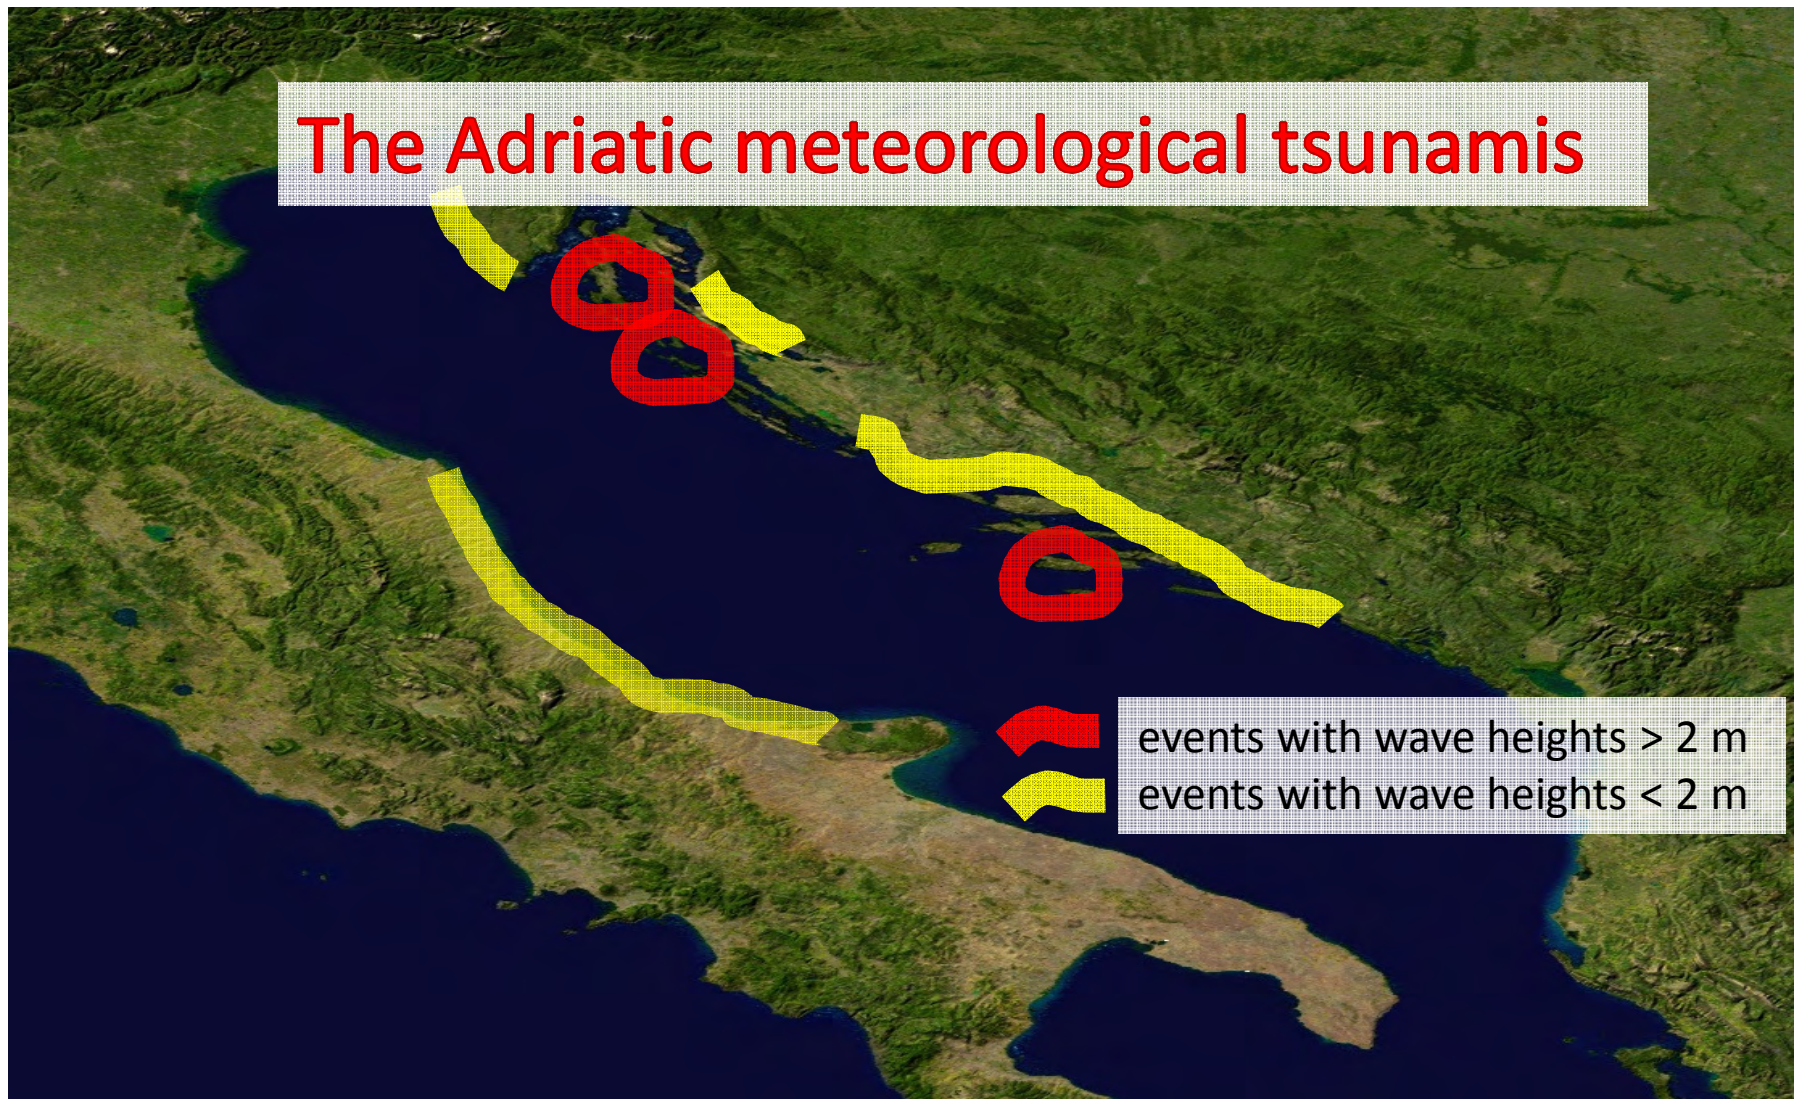 The Adriatic meteorological tsunamis
events with wave heights > 2 m
events with wave heights < 2 m